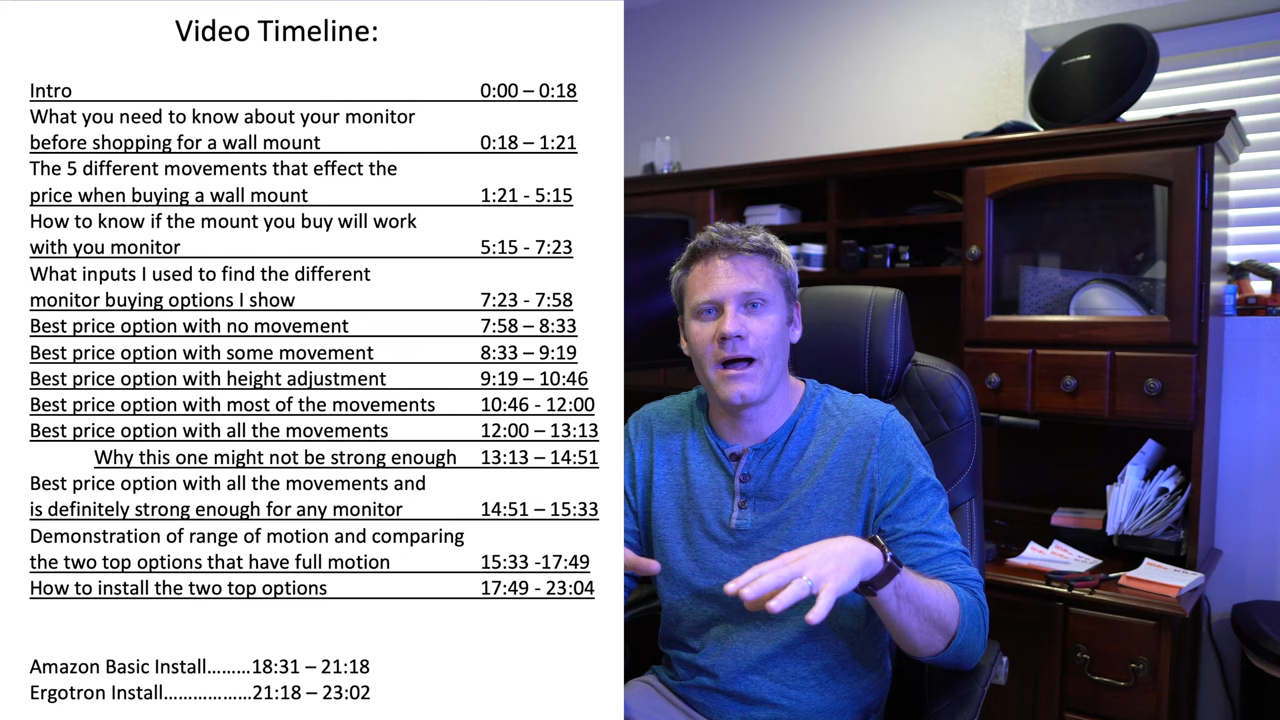 Video Timeline:
Intro 0:00 – 0:18
What you need to know about your monitor
before shopping for a wall mount 0:18 – 1:21
The 5 different movements that effect the
price when buying a wall mount 1:21 - 5:15
How to know if the mount you buy will work
with you monitor 5:15 - 7:23
What inputs I used to find the different
monitor buying options I show 7:23 - 7:58
Best price option with no movement 7:58 – 8:33
Best price option with some movement 8:33 – 9:19
Best price option with height adjustment 9:19 – 10:46
Best price option with most of the movements 10:46 - 12:00
Best price option with all the movements 12:00 – 13:13
Why this one might not be strong enough 13:13 – 14:51
Best price option with all the movements and
is definitely strong enough for any monitor 14:51 – 15:33
Demonstration of range of motion and comparing
the two top options that have full motion 15:33 -17:49
How to install the two top options 17:49 - 23:04
Amazon Basic Install.........18:31 – 21:18
Ergotron Install..................21:18 – 23:02